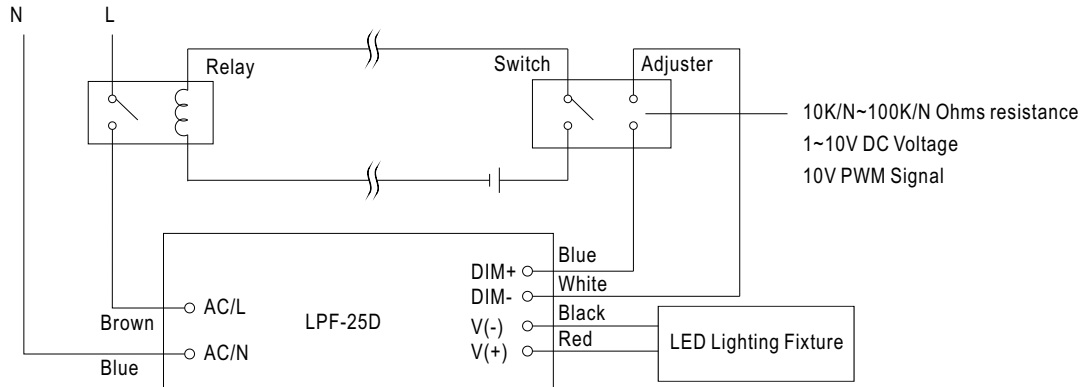 N
L
Relay
Switch
Adjuster
10K/N~100K/N Ohms resistance
1~10V DC Voltage
10V PWM Signal
Blue
DIM+
White
DIM-
Black
V(-)
Red
V(+)
AC/L
Brown
LPF-25D
LED Lighting Fixture
AC/N
Blue